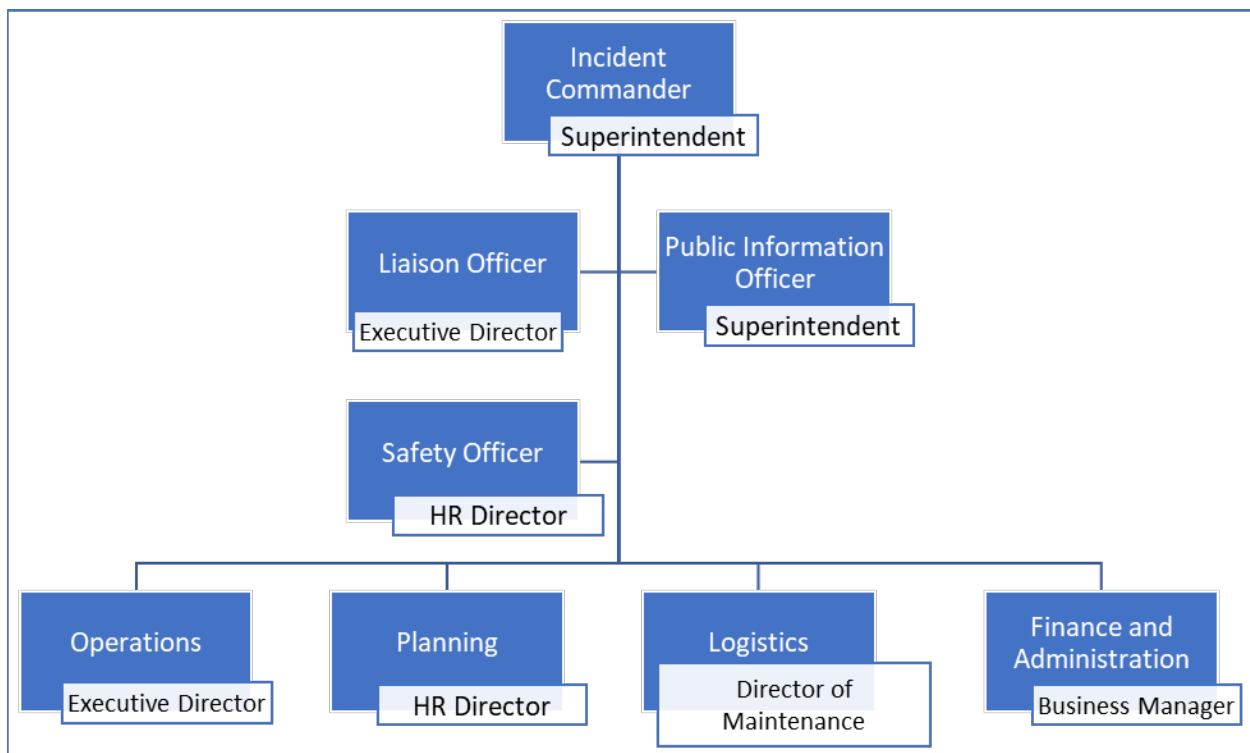 Incident
Commander
Superintendent
Liaison Officer
Executive Director
Public Information
Officer
Superintendent
Safety Officer
HR Director
Operations
Executive Director
Planning
HR Director
Logistics
Director of
Maintenance
Finance and
Administration
Business Manager